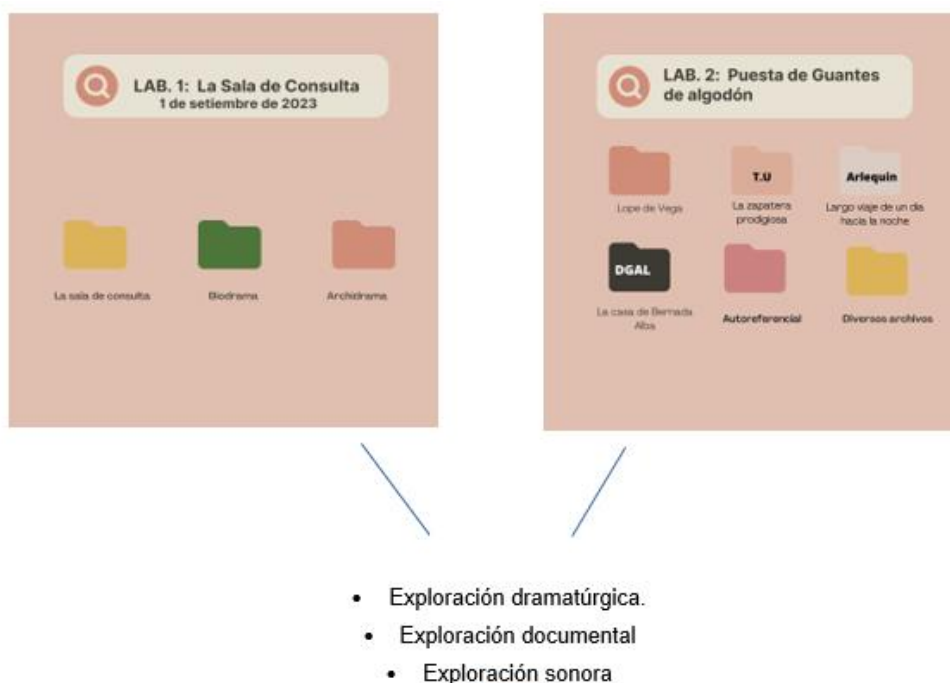 LAB. 1: La Sala de Consulta
1 de setiembre de 2023
La sala de consulta
Biodrama
Archidrama
LAB. 2: Puesta de Guantes
de algodón
Lope de Vega
T.U
La zapatera
prodigiosa
Arlequin
Largo viaje de un dia
hacia la noche
DGAL
La casa de Bernada
Alba
Autoreferencial
Diversos archivos
• Exploración dramatúrgica.
• Exploración documental
• Exploración sonora